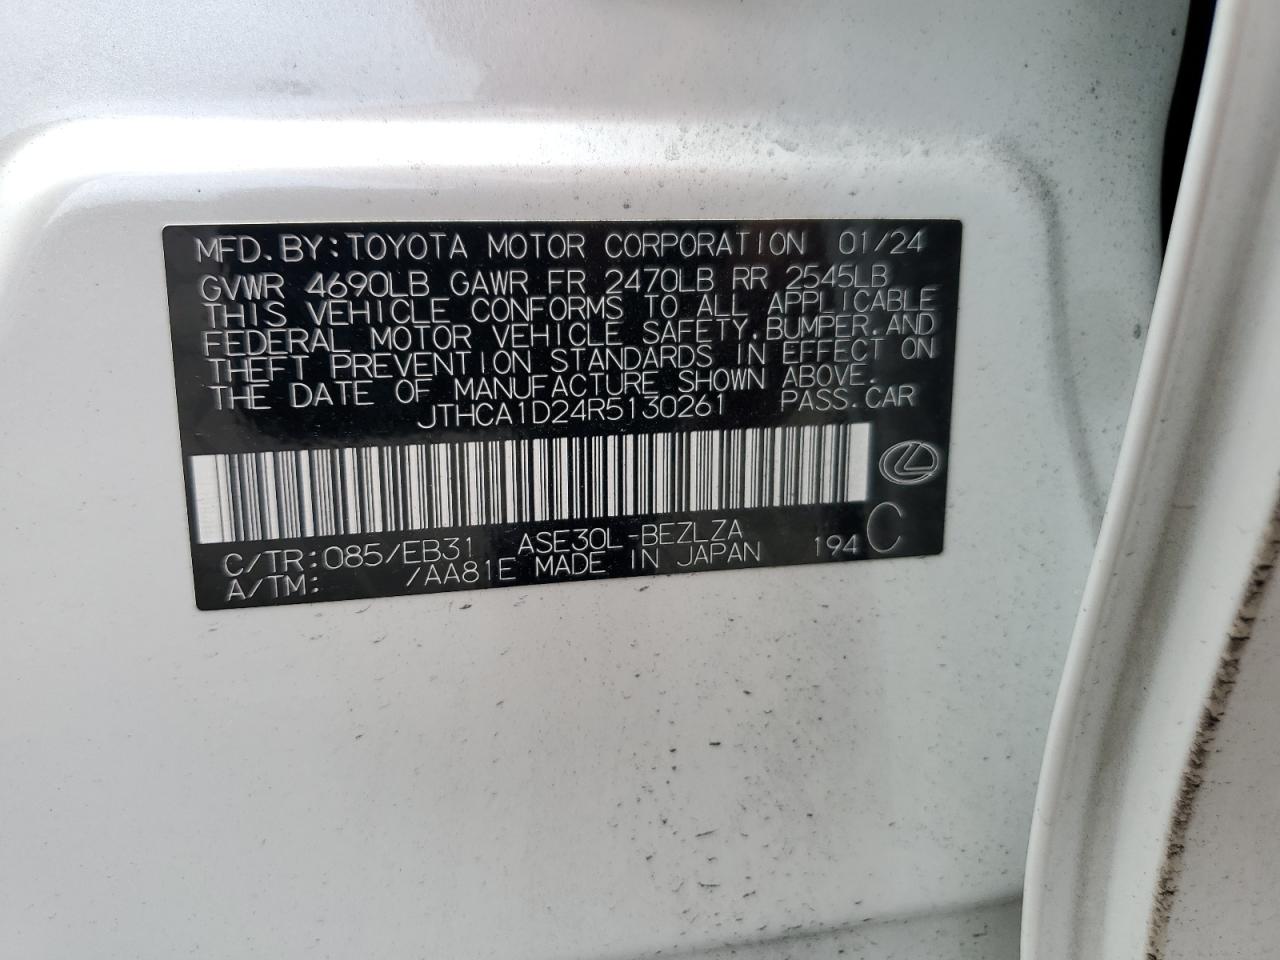 MFD.BY:TOYOTA MOTOR CORPORATION 01/24
GVWR 4690LB GAWR FR 2470LB RR 2545LB
THIS VEHICLE CONFORMS TO ALL APPLICABLE
FEDERAL MOTOR VEHICLE SAFETY,BUMPER,AND
THEFT PREVENTION STANDARDS IN EFFECT ON
THE DATE OF MANUFACTURE SHOWN ABOVE.
JTHCA1D24R5130261 PASS.CAR
C/TR:085/EB31 ASE30L-BEZLZA 194 C
A/TM: /AA81E MADE IN JAPAN